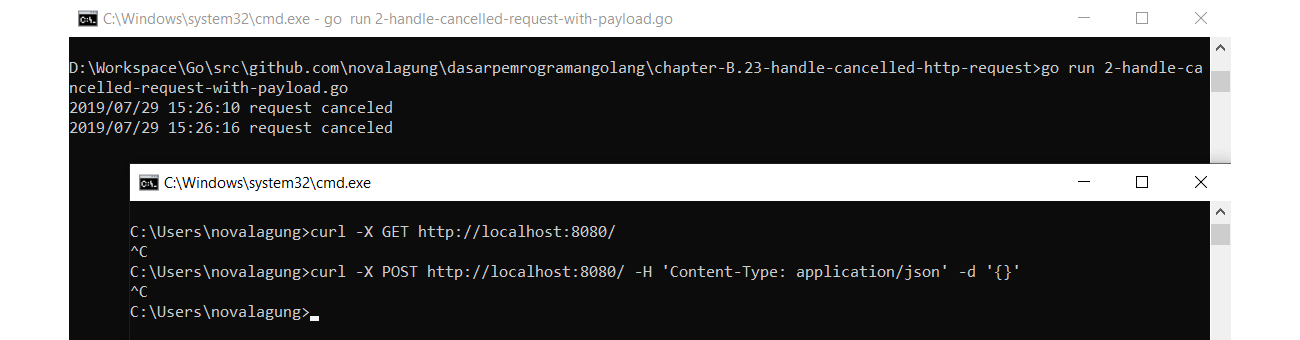 C:\Windows\system32\cmd.exe - go  run 2-handle-cancelled-request-with-payload.go
D:\Workspace\Go\src\github.com\novalagung\dasarpemrogramangolang\chapter-B.23-handle-cancelled-http-request>go run 2-handle-ca
ncelled-request-with-payload.go
2019/07/29 15:26:10 request canceled
2019/07/29 15:26:16 request canceled
C:\Windows\system32\cmd.exe
C:\Users\novalagung>curl -X GET http://localhost:8080/
^C
C:\Users\novalagung>curl -X POST http://localhost:8080/ -H 'Content-Type: application/json' -d '{}'
^C
C:\Users\novalagung>